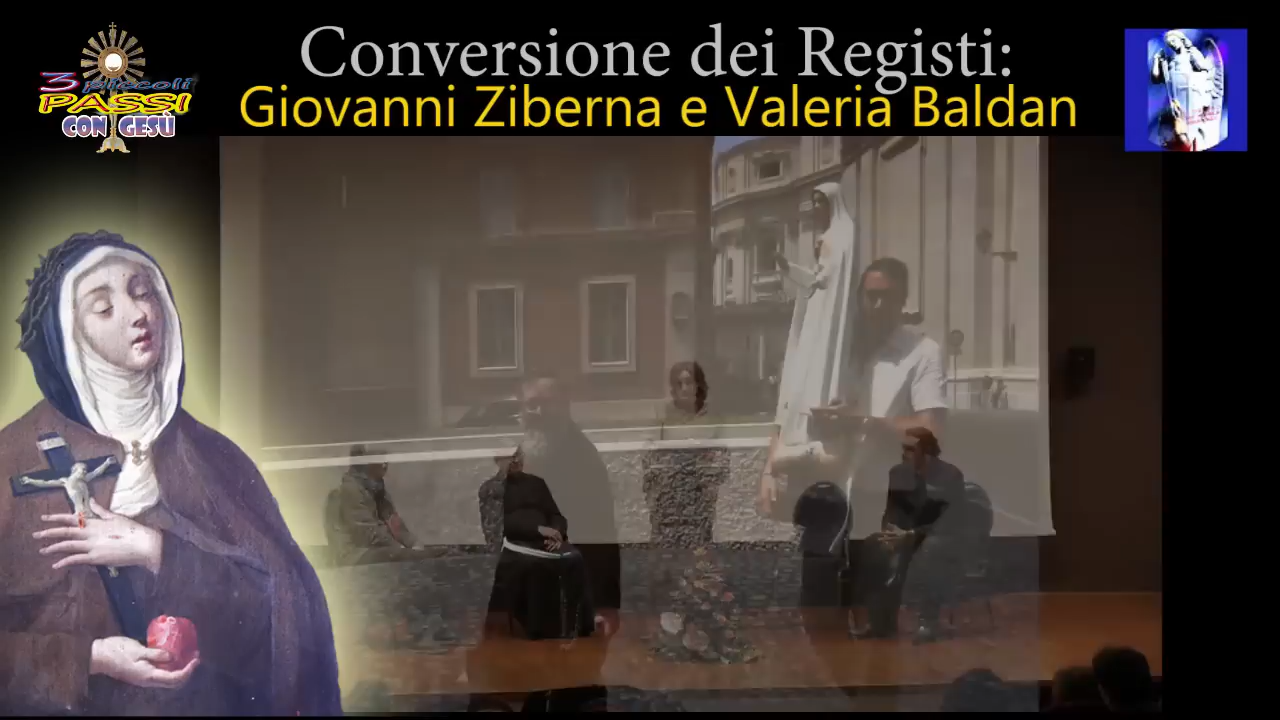 Conversione dei Registi:
Giovanni Ziberna e Valeria Baldan
3 piccoli
PASSI
CON GESÙ